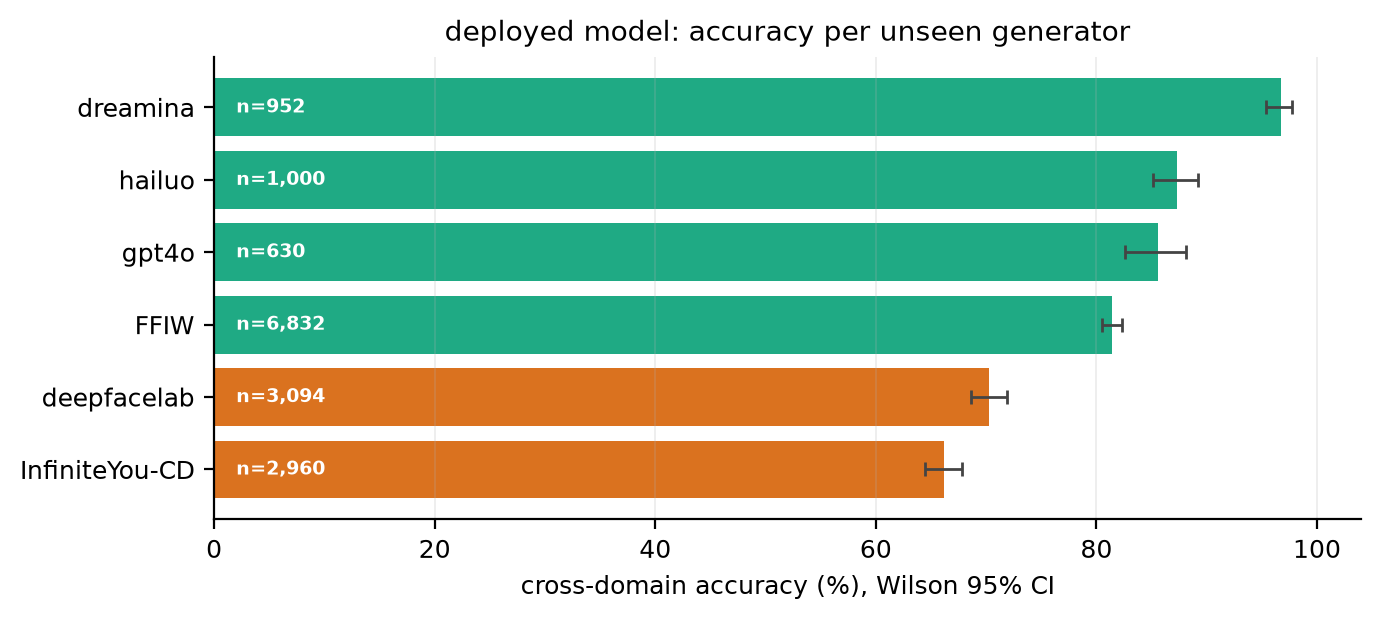 deployed model: accuracy per unseen generator
dreamina
n=952
hailuo
n=1,000
gpt4o
n=630
FFIW
n=6,832
deepfacelab
n=3,094
InfiniteYou-CD
n=2,960
0 20 40 60 80 100
cross-domain accuracy (%), Wilson 95% CI